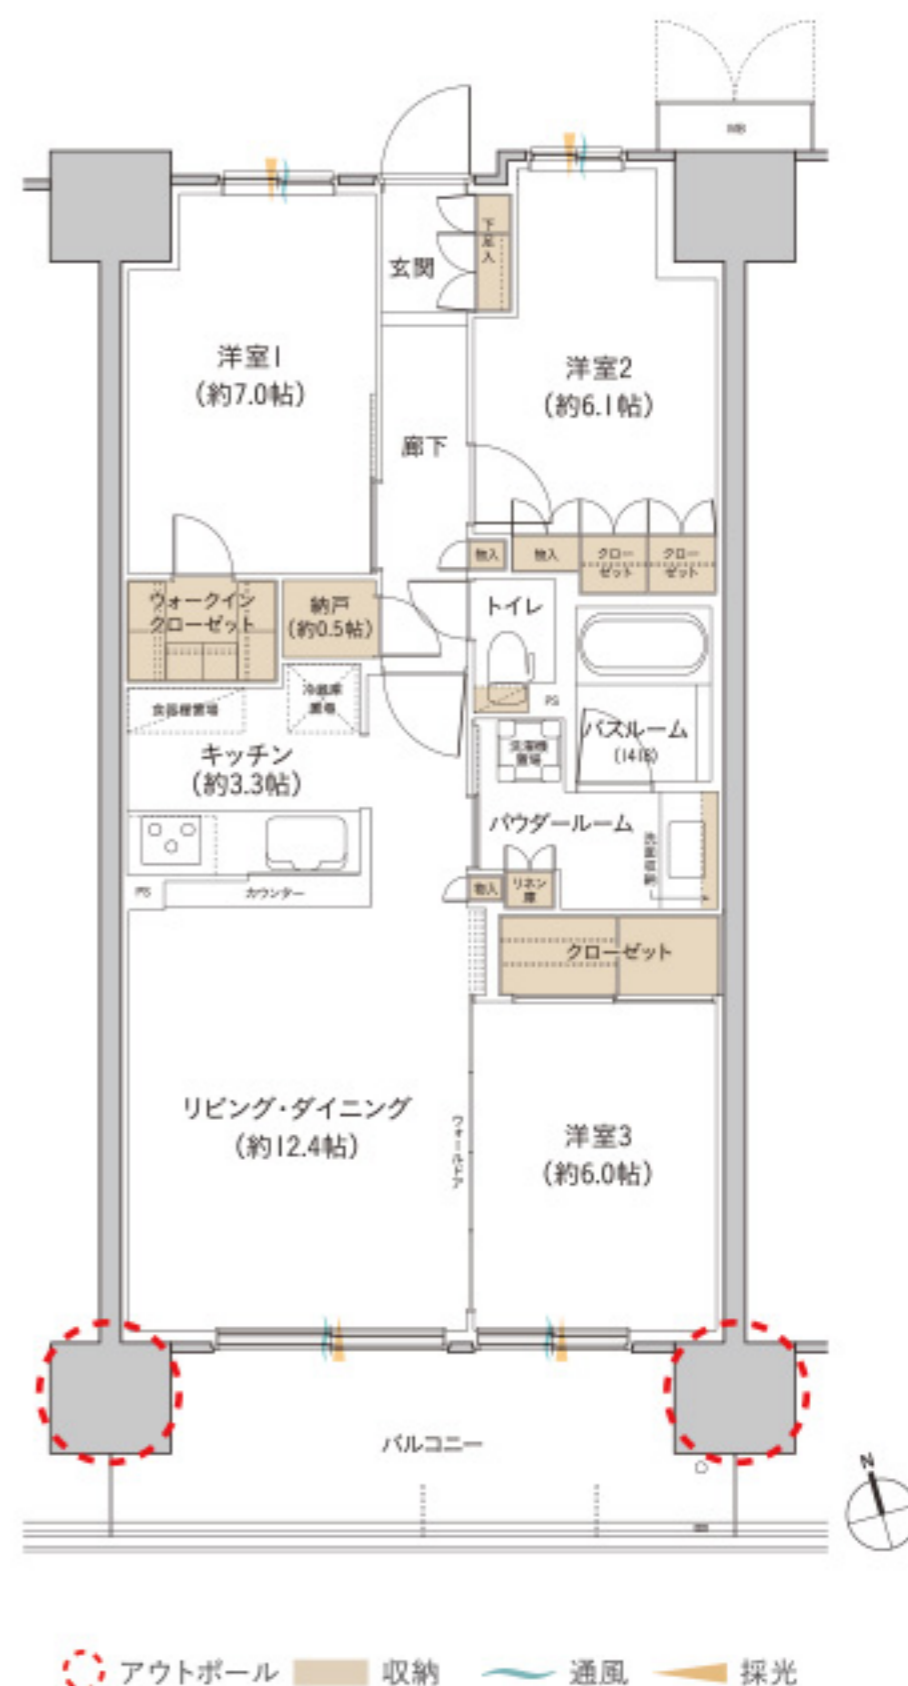 MB
下足入
玄関
洋室1
(約7.0帖)
洋室2
(約6.1帖)
廊下
物入
物入
クロー
ゼット
クロー
ゼット
ウォークイン
クローゼット
納戸
(約0.5帖)
トイレ
冷蔵庫
置場
食器棚置場
PS
バスルーム
(1418)
洗濯機
置場
キッチン
(約3.3帖)
パウダールーム
物入
リネン
庫
PS
カウンター
クローゼット
リビング・ダイニング
(約12.4帖)
ウォールドア
洋室3
(約6.0帖)
バルコニー
N
アウトポール
収納
通風
採光